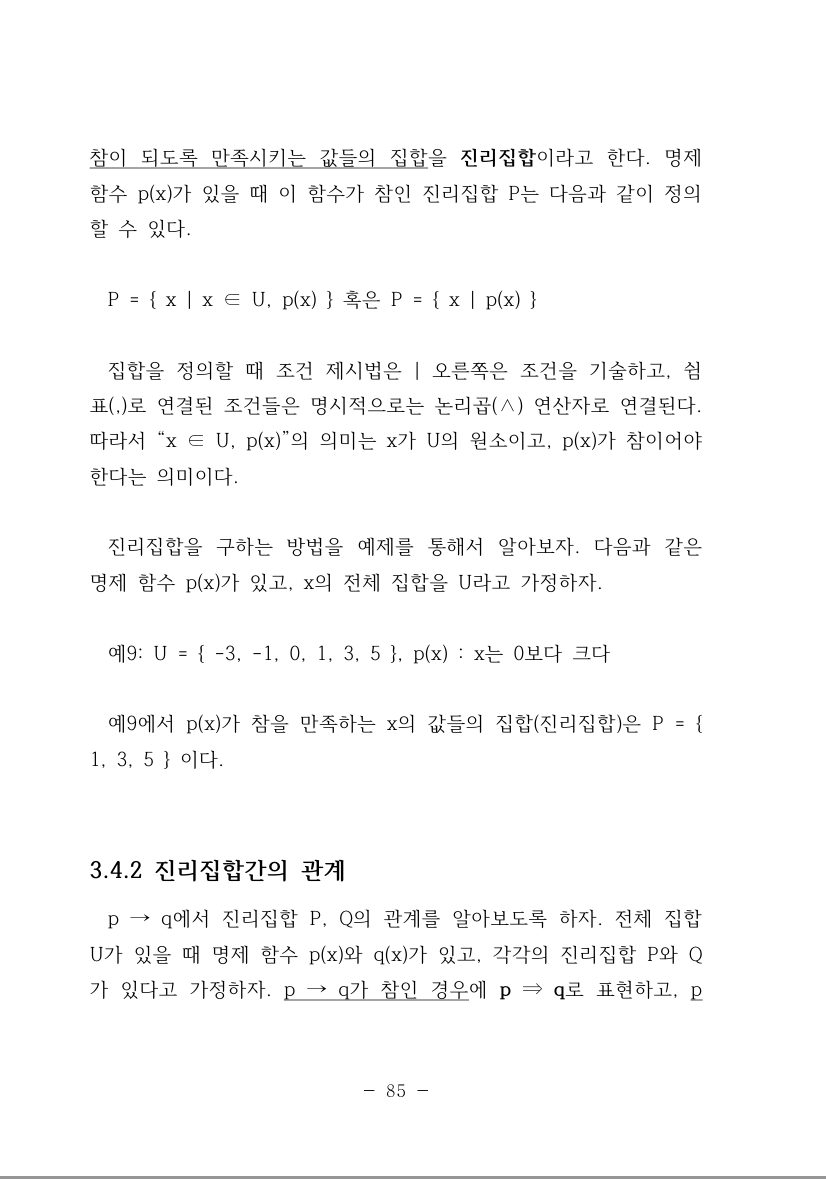 참이 되도록 만족시키는 값들의 집합을 진리집합이라고 한다. 명제
함수 p(x)가 있을 때 이 함수가 참인 진리집합 P는 다음과 같이 정의
할 수 있다.
P = { x | x ∈ U, p(x) } 혹은 P = { x | p(x) }
집합을 정의할 때 조건 제시법은 | 오른쪽은 조건을 기술하고, 쉼
표(,)로 연결된 조건들은 명시적으로는 논리곱(∧) 연산자로 연결된다.
따라서 “x ∈ U, p(x)”의 의미는 x가 U의 원소이고, p(x)가 참이어야
한다는 의미이다.
진리집합을 구하는 방법을 예제를 통해서 알아보자. 다음과 같은
명제 함수 p(x)가 있고, x의 전체 집합을 U라고 가정하자.
예9: U = { -3, -1, 0, 1, 3, 5 }, p(x) : x는 0보다 크다
예9에서 p(x)가 참을 만족하는 x의 값들의 집합(진리집합)은 P = {
1, 3, 5 } 이다.
3.4.2 진리집합간의 관계
p → q에서 진리집합 P, Q의 관계를 알아보도록 하자. 전체 집합
U가 있을 때 명제 함수 p(x)와 q(x)가 있고, 각각의 진리집합 P와 Q
가 있다고 가정하자. p → q가 참인 경우에 p ⇒ q로 표현하고, p
- 85 -